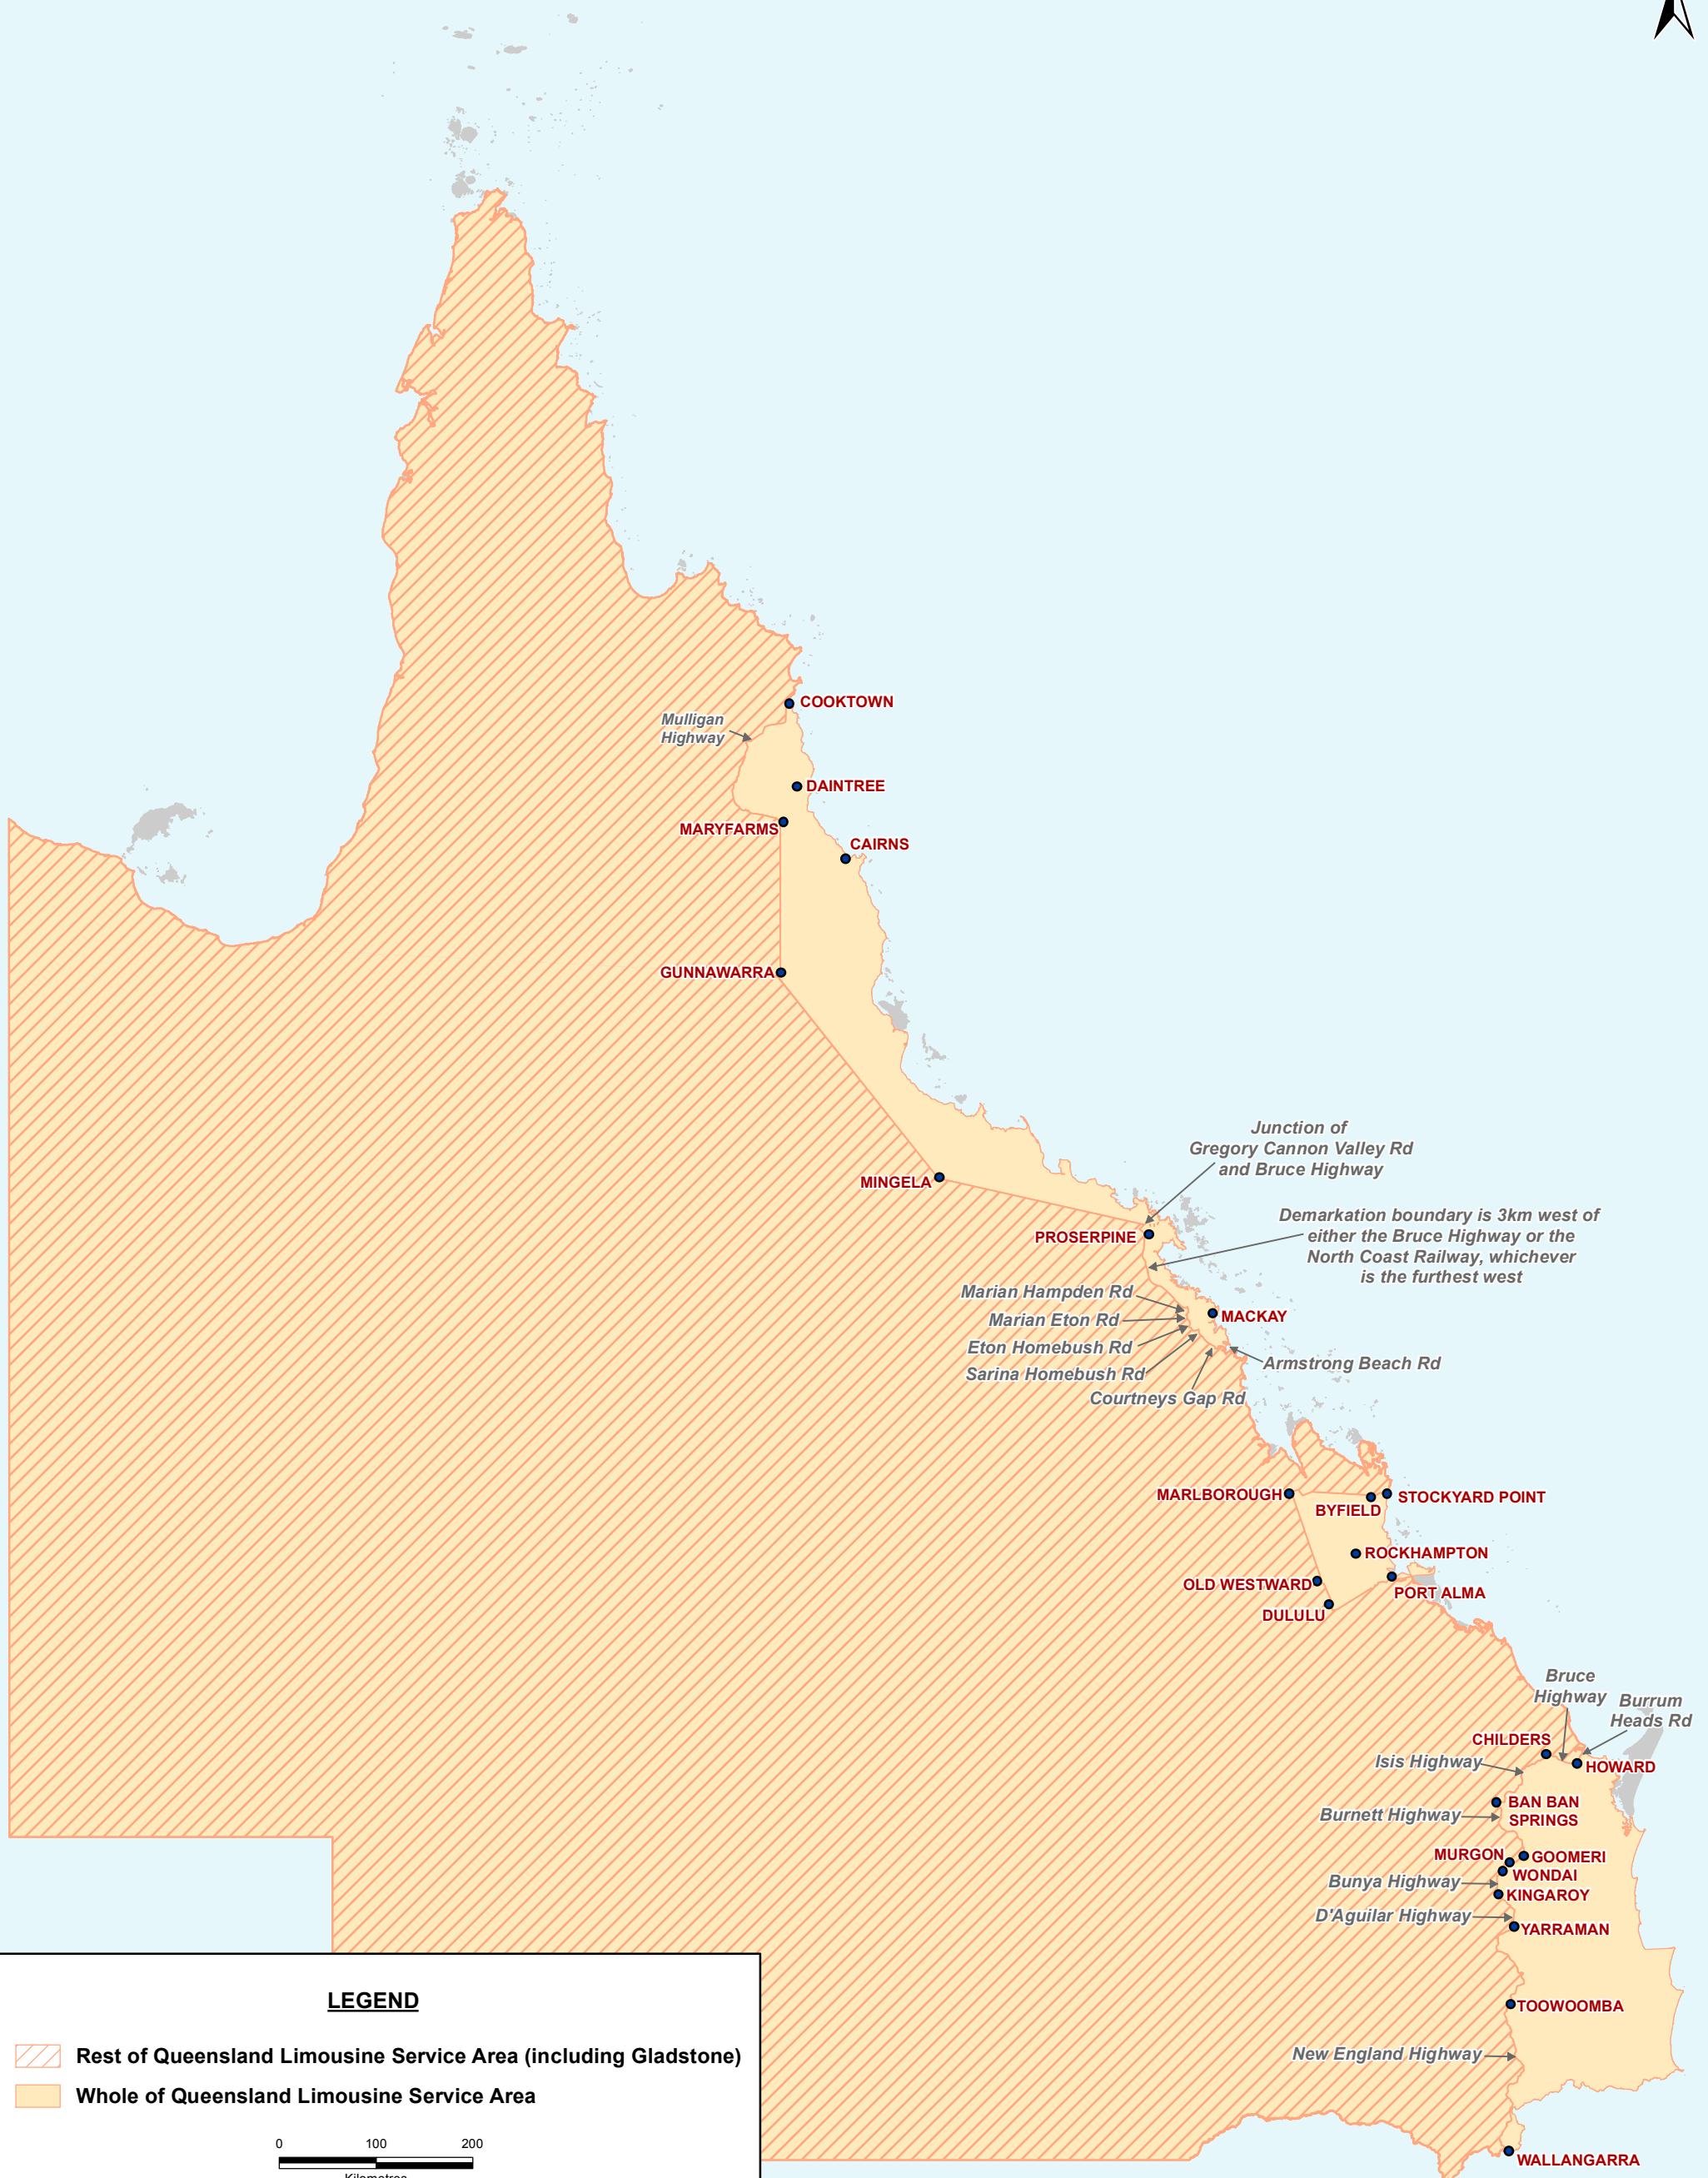 COOKTOWN
Mulligan
Highway
DAINTREE
MARYFARMS
CAIRNS
GUNNAWARRA
Junction of
Gregory Cannon Valley Rd
and Bruce Highway
MINGELA
Demarkation boundary is 3km west of
either the Bruce Highway or the
North Coast Railway, whichever
is the furthest west
PROSERPINE
Marian Hampden Rd
MACKAY
Marian Eton Rd
Eton Homebush Rd
Armstrong Beach Rd
Sarina Homebush Rd
Courtneys Gap Rd
MARLBOROUGH
STOCKYARD POINT
BYFIELD
ROCKHAMPTON
OLD WESTWARD
PORT ALMA
DULULU
Bruce
Highway
Burrum
Heads Rd
CHILDERS
Isis Highway
HOWARD
BAN BAN
SPRINGS
Burnett Highway
MURGON
GOOMERI
WONDAI
Bunya Highway
KINGAROY
D'Aguilar Highway
YARRAMAN
TOOWOOMBA
New England Highway
WALLANGARRA
LEGEND
Rest of Queensland Limousine Service Area (including Gladstone)
Whole of Queensland Limousine Service Area
0 100 200
Kilometres